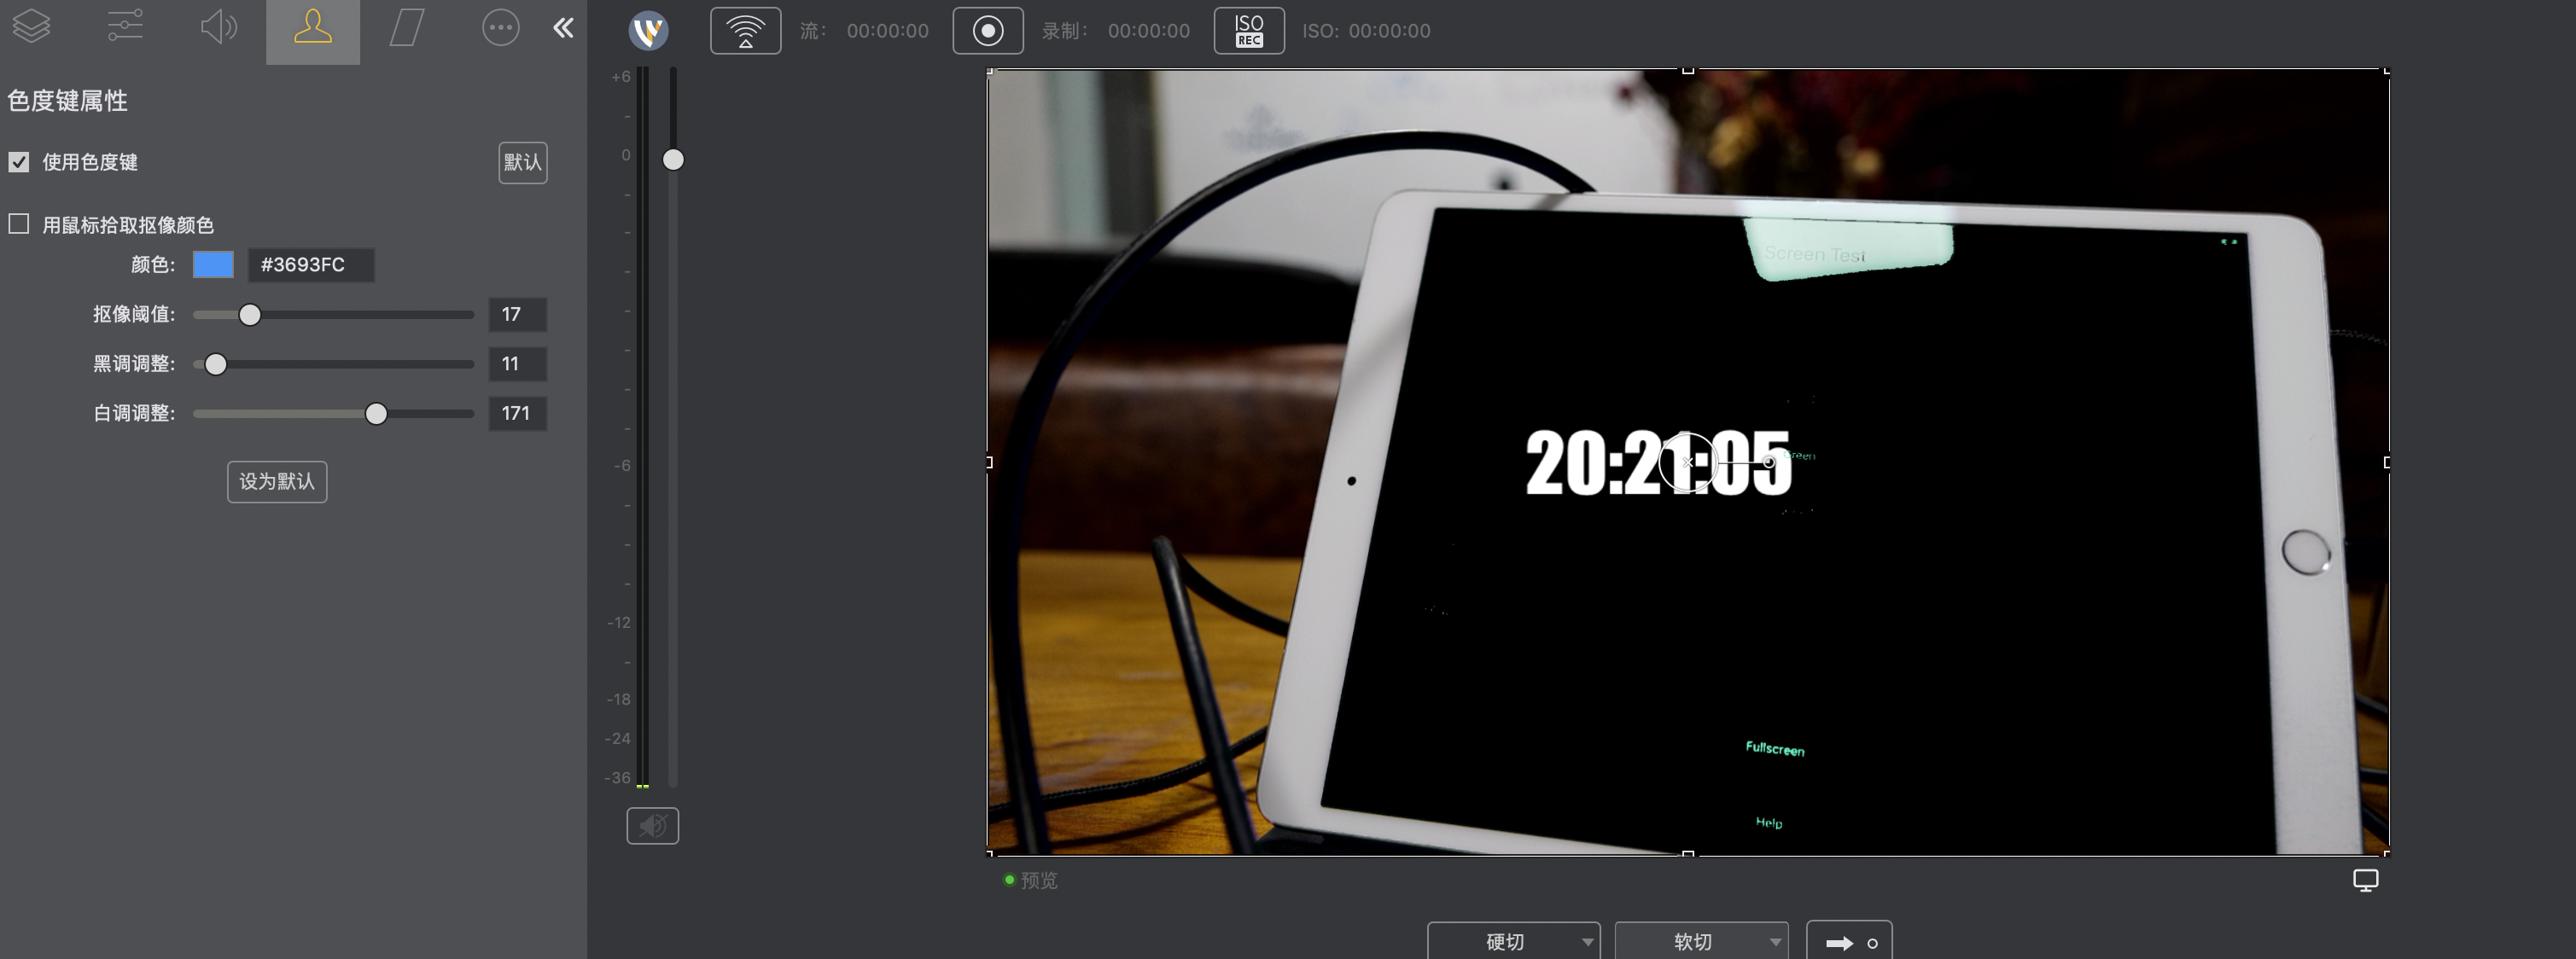 流: 00:00:00
录制: 00:00:00
ISO
REC
ISO: 00:00:00
色度键属性
使用色度键
默认
用鼠标拾取抠像颜色
颜色: #3693FC
抠像阈值: 17
黑调调整: 11
白调调整: 171
设为默认
+6
0
-6
-12
-18
-24
-36
Screen Test
20:21:05
Green
Fullscreen
Help
预览
硬切
软切